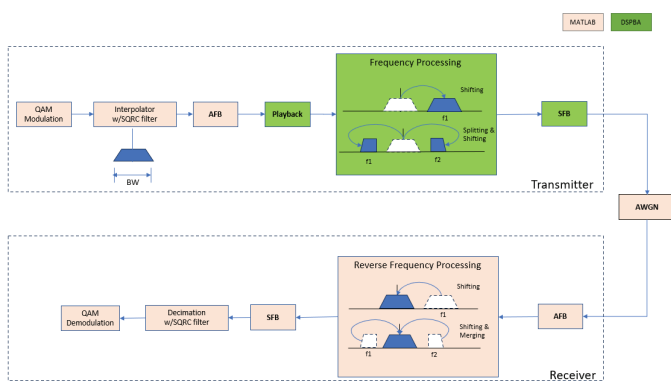 MATLAB
DSPBA
Frequency Processing
Shifting
f1
QAM
Modulation
Interpolator
w/SQRC filter
AFB
Playback
SFB
Splitting &
Shifting
f1
f2
BW
Transmitter
AWGN
Reverse Frequency Processing
Shifting
f1
QAM
Demodulation
Decimation
w/SQRC filter
SFB
AFB
Shifting &
Merging
f1
f2
Receiver